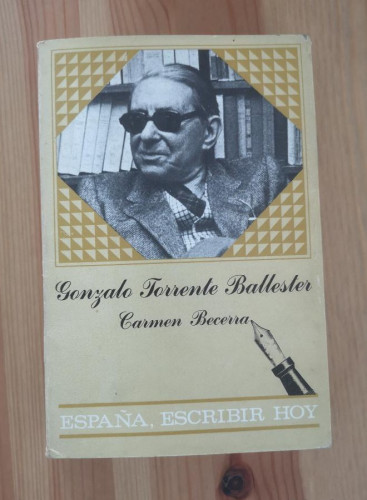 Gonzalo Torrente Ballester
Carmen Becerra
ESPAÑA, ESCRIBIR HOY